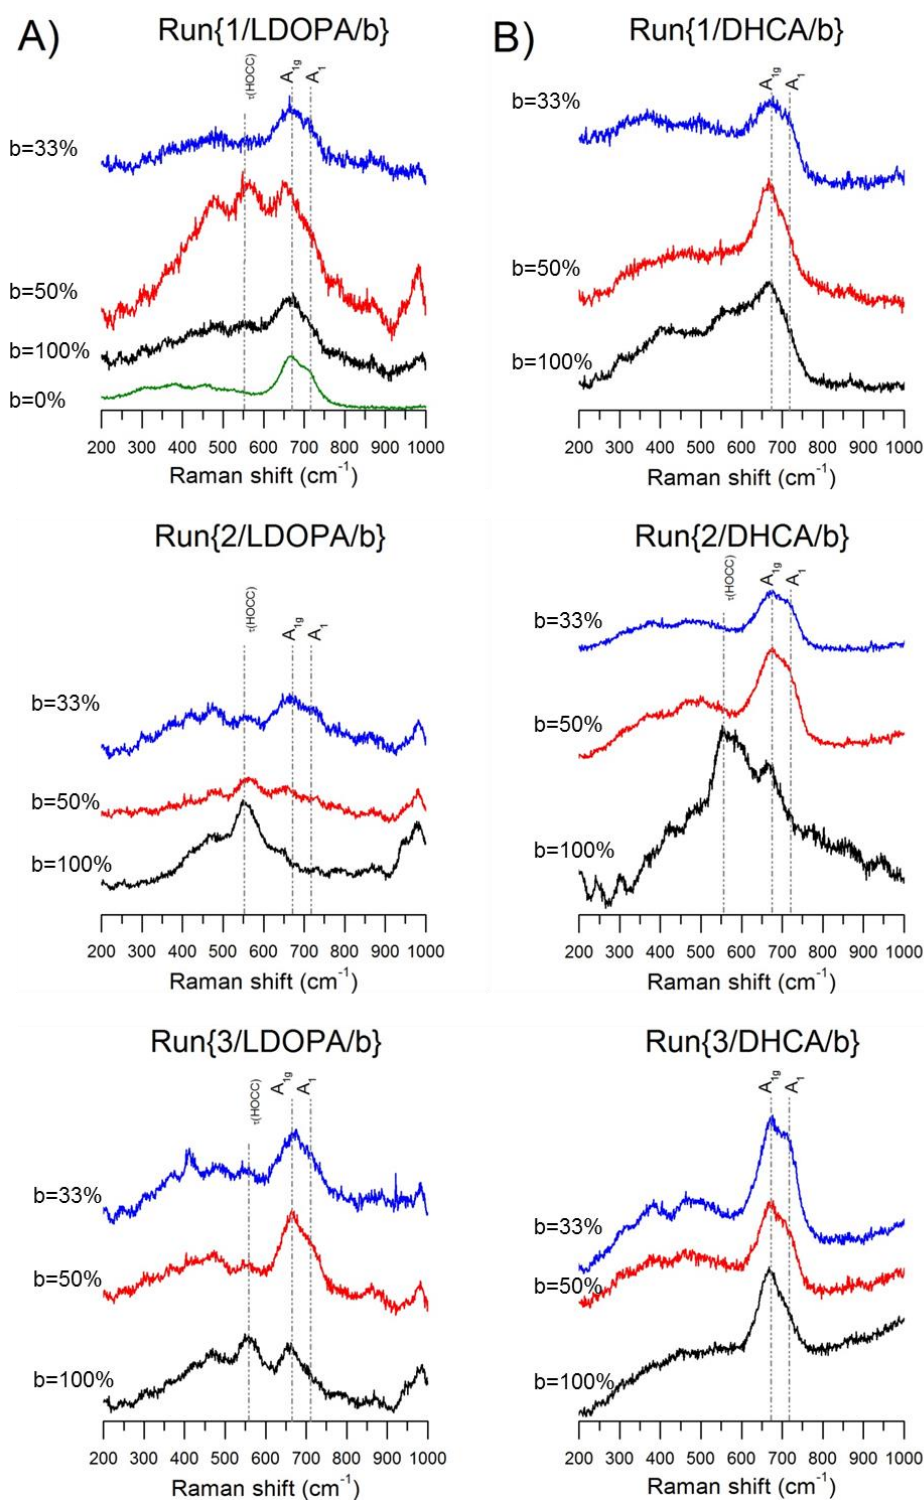 A)
Run{1/LDOPA/b}
τ(HOCC)
A1g
A1
b=33%
b=50%
b=100%
b=0%
200 300 400 500 600 700 800 900 1000
Raman shift (cm-1)
B)
Run{1/DHCA/b}
A1g
A1
b=33%
b=50%
b=100%
200 300 400 500 600 700 800 900 1000
Raman shift (cm-1)
Run{2/LDOPA/b}
τ(HOCC)
A1g
A1
b=33%
b=50%
b=100%
200 300 400 500 600 700 800 900 1000
Raman shift (cm-1)
Run{2/DHCA/b}
τ(HOCC)
A1g
A1
b=33%
b=50%
b=100%
200 300 400 500 600 700 800 900 1000
Raman shift (cm-1)
Run{3/LDOPA/b}
τ(HOCC)
A1g
A1
b=33%
b=50%
b=100%
200 300 400 500 600 700 800 900 1000
Raman shift (cm-1)
Run{3/DHCA/b}
A1g
A1
b=33%
b=50%
b=100%
200 300 400 500 600 700 800 900 1000
Raman shift (cm-1)